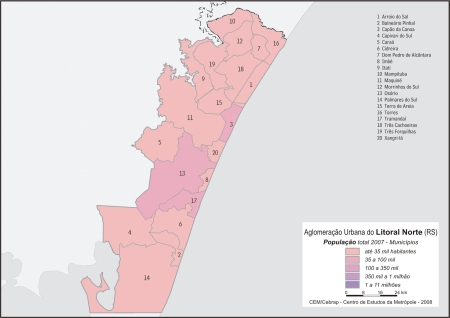 10
16
12
7
19
18
9
1
15
11
3
5
20
13
8
17
6
4
2
14
1 Arroio do Sal
2 Balneário Pinhal
3 Capão da Canoa
4 Capivari do Sul
5 Caraá
6 Cidreira
7 Dom Pedro de Alcântara
8 Imbé
9 Itati
10 Mampituba
11 Maquiné
12 Morrinhos do Sul
13 Osório
14 Palmares do Sul
15 Terra de Areia
16 Torres
17 Tramandaí
18 Três Cachoeiras
19 Três Forquilhas
20 Xangri-lá
Aglomeração Urbana do Litoral Norte (RS)
População total 2007 - Municípios
até 35 mil habitantes
35 a 100 mil
100 a 350 mil
350 mil a 1 milhão
1 a 11 milhões
0 8 16 24 km
CEM/Cebrap - Centro de Estudos da Metrópole - 2008